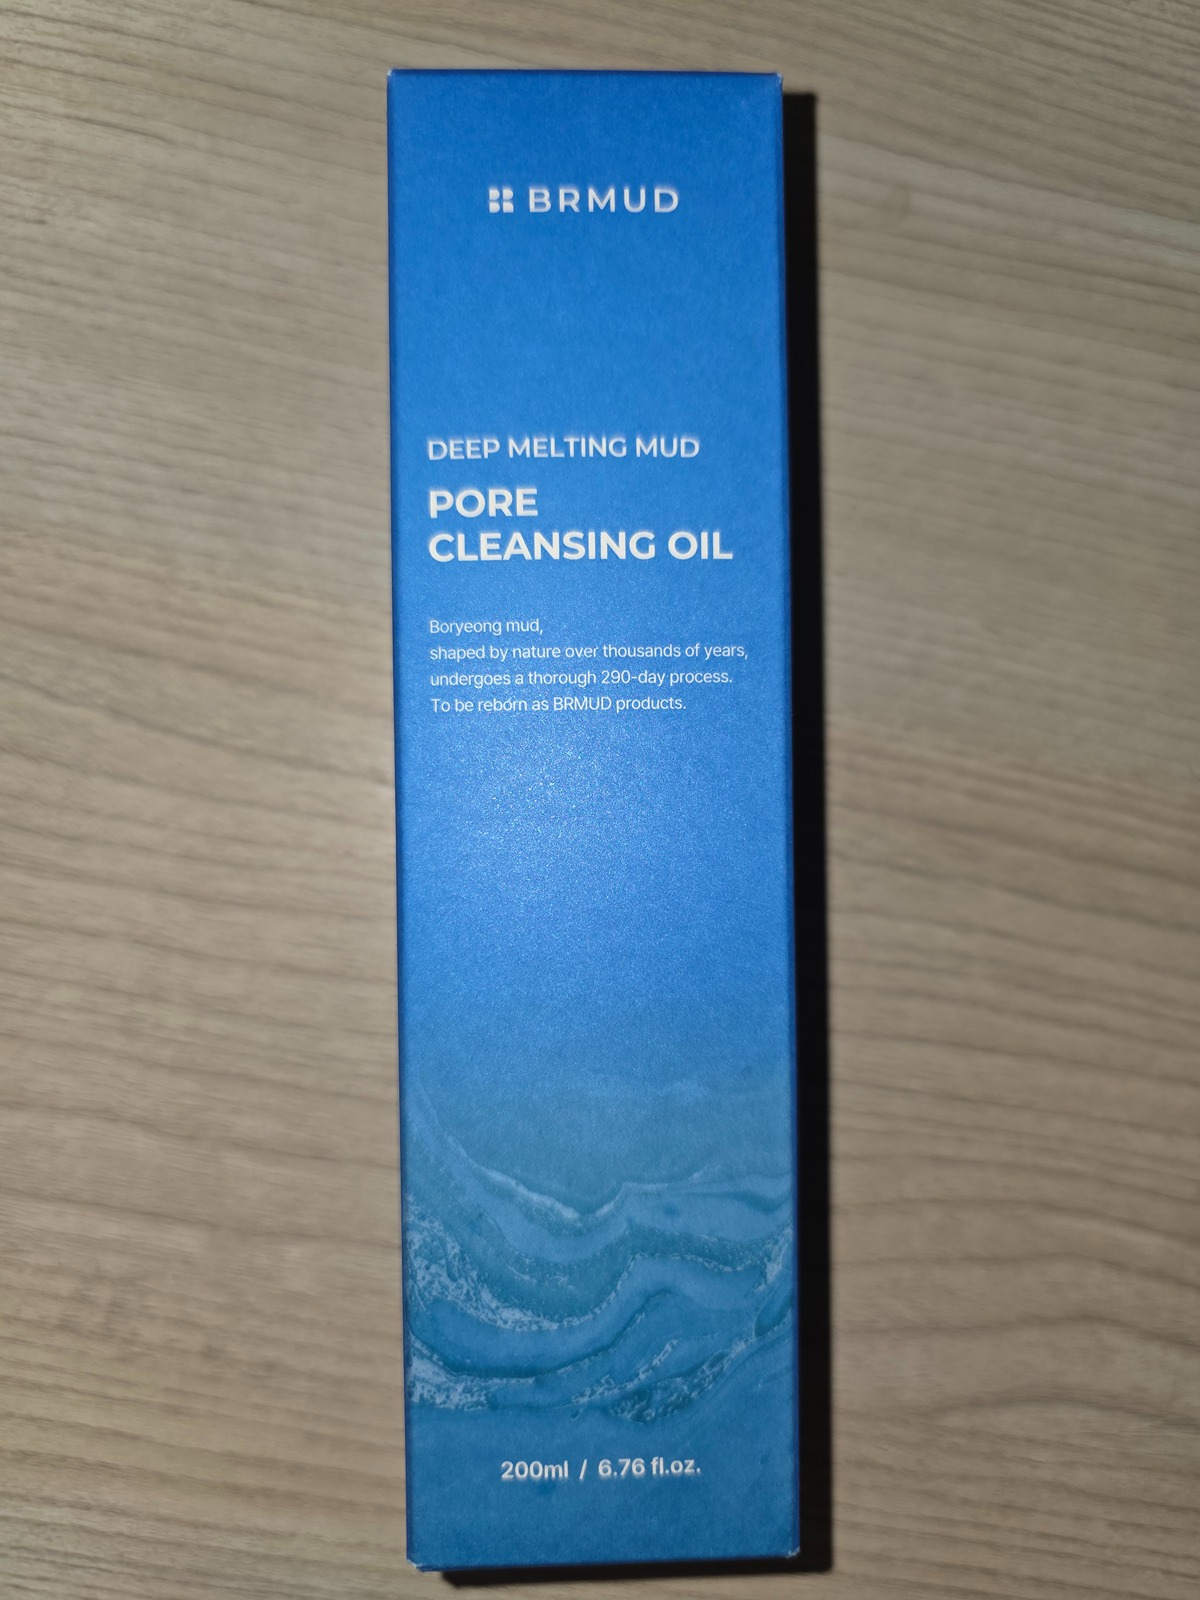 BRMUD
DEEP MELTING MUD
PORE
CLEANSING OIL
Boryeong mud,
shaped by nature over thousands of years,
undergoes a thorough 290-day process.
To be reborn as BRMUD products.
200ml / 6.76 fl.oz.